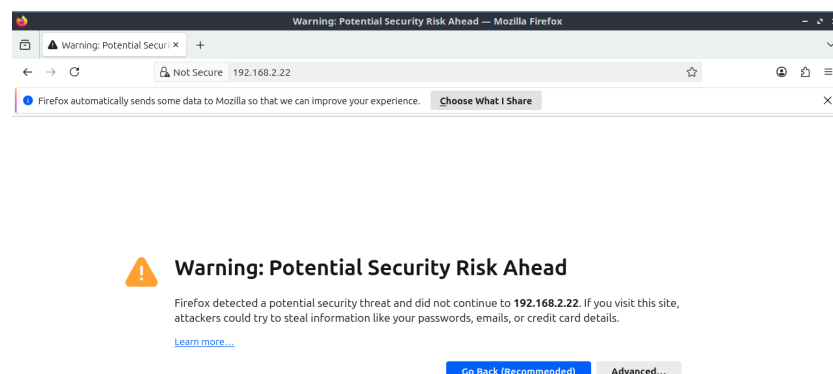 Warning: Potential Security Risk Ahead — Mozilla Firefox
Warning: Potential Securi
Not Secure 192.168.2.22
Firefox automatically sends some data to Mozilla so that we can improve your experience. Choose What I Share
Warning: Potential Security Risk Ahead
Firefox detected a potential security threat and did not continue to 192.168.2.22. If you visit this site,
attackers could try to steal information like your passwords, emails, or credit card details.
Learn more…
Go Back (Recommended) Advanced…